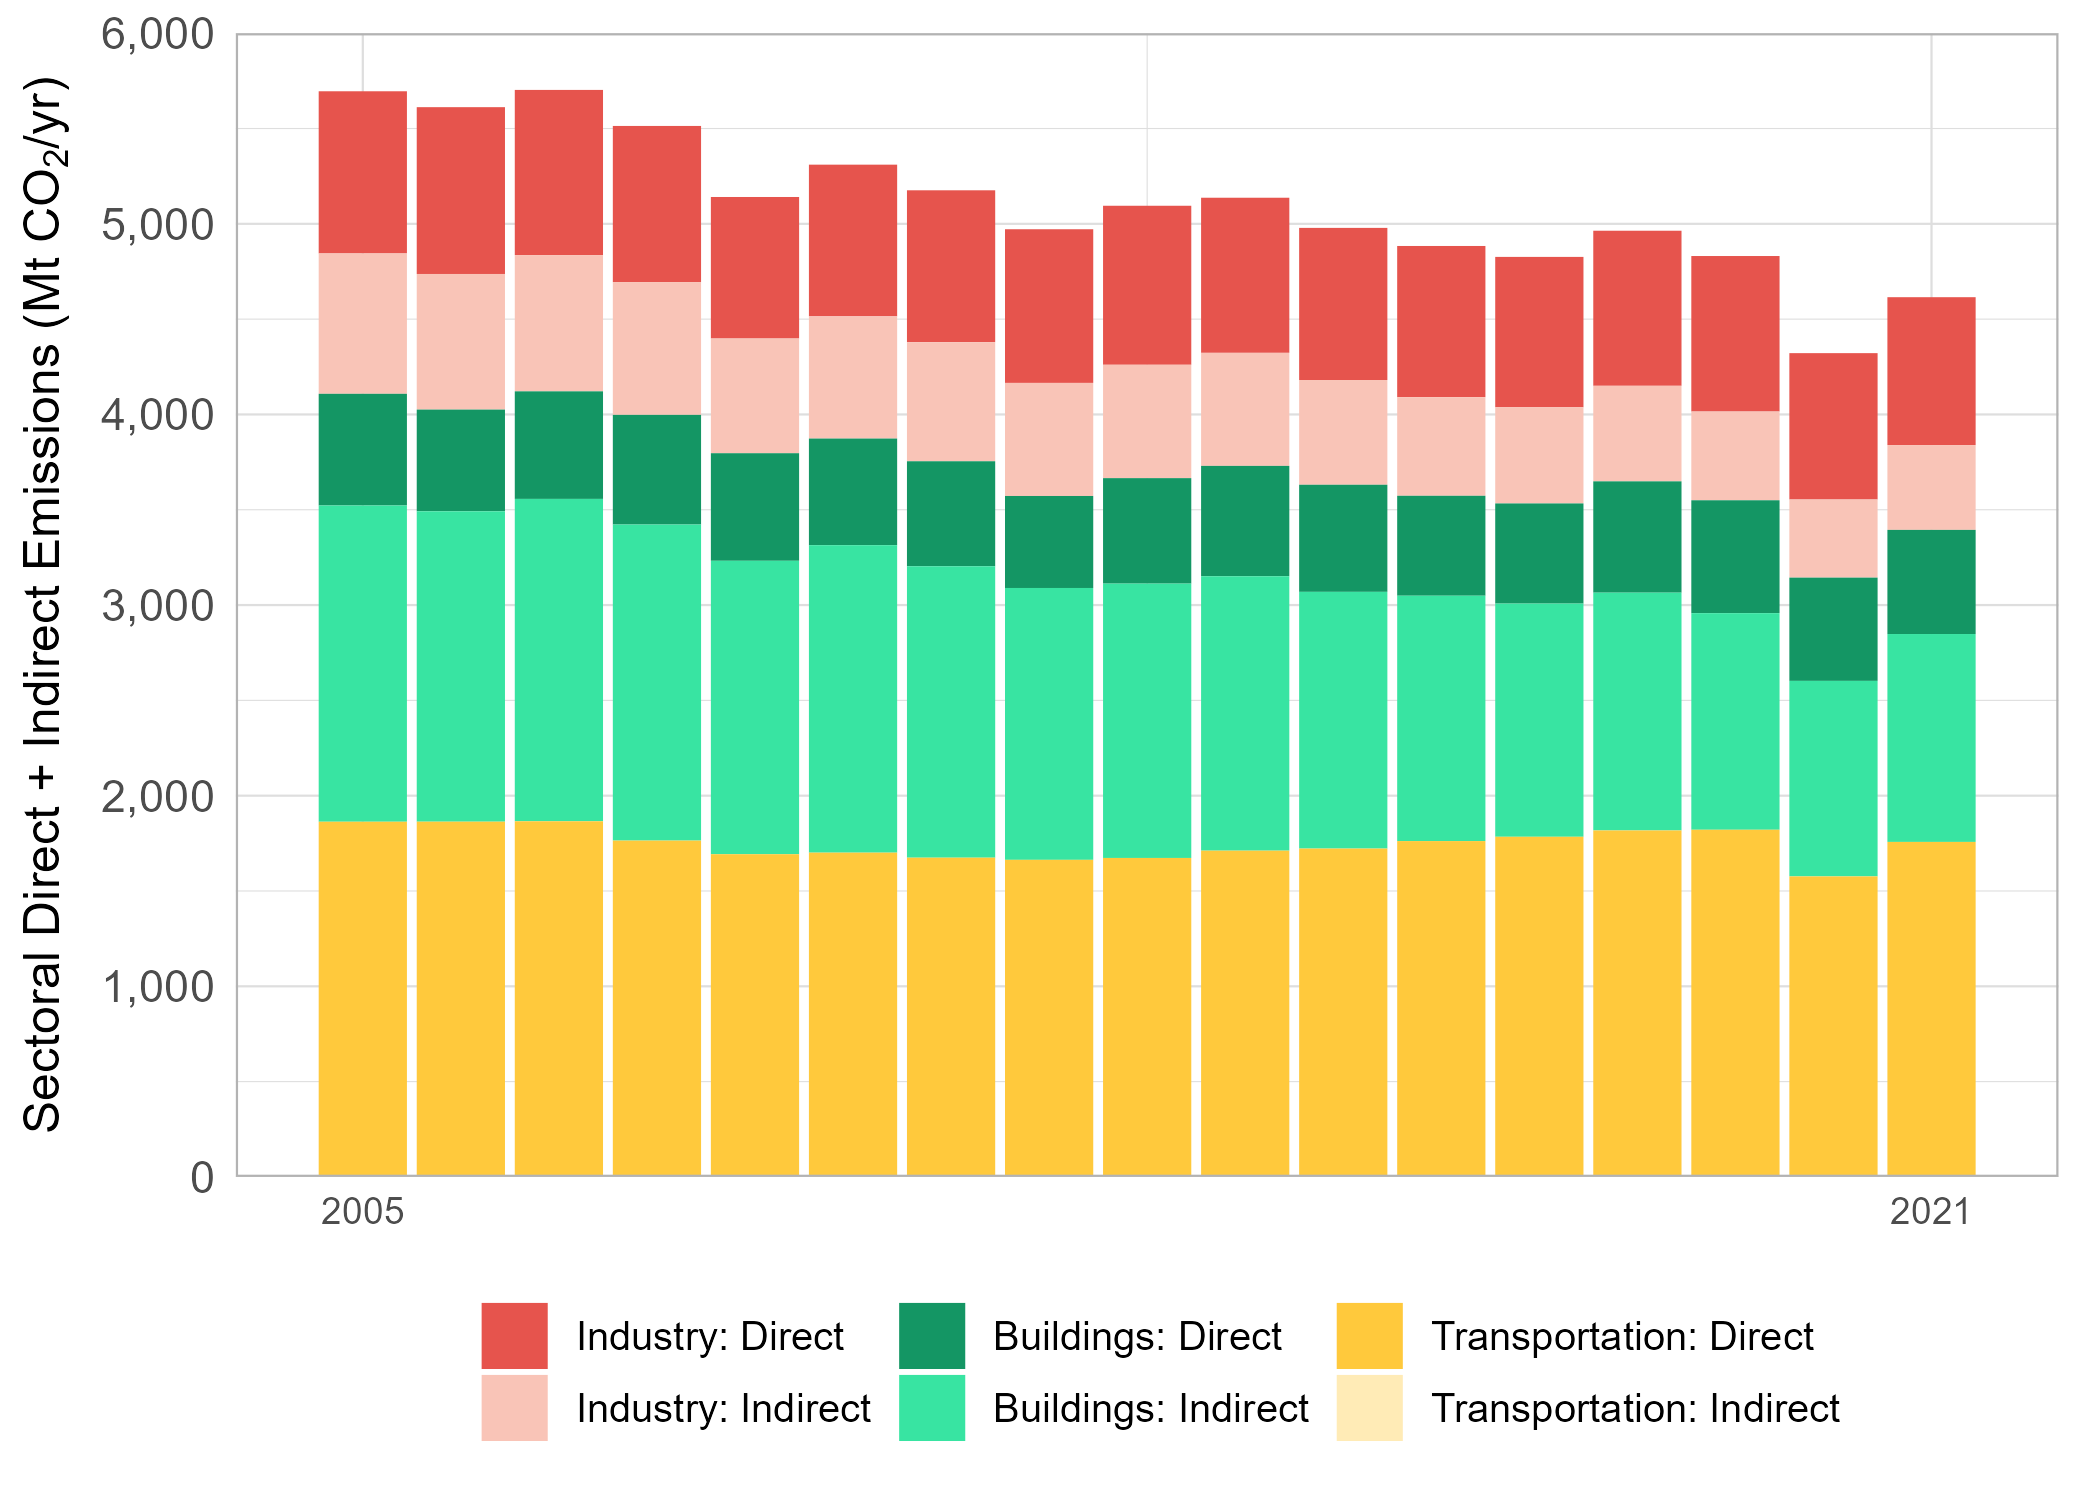 Sectoral Direct + Indirect Emissions (Mt CO₂/yr)
6,000
5,000
4,000
3,000
2,000
1,000
0
2005 2021
Industry: Direct Buildings: Direct Transportation: Direct
Industry: Indirect Buildings: Indirect Transportation: Indirect